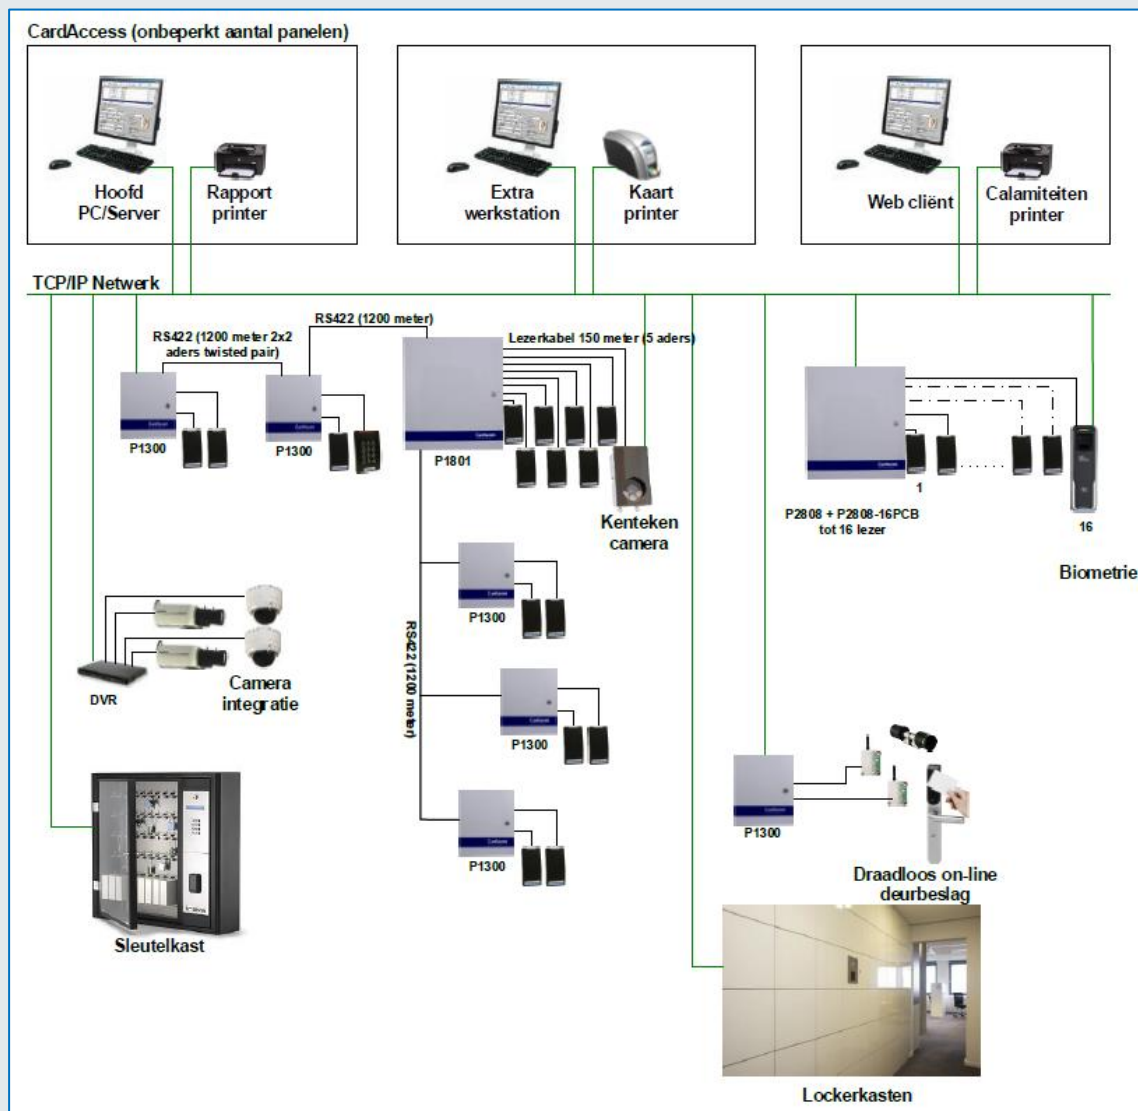 CardAccess (onbeperkt aantal panelen)
Hoofd
PC/Server
Rapport
printer
Extra
werkstation
Kaart
printer
Web cliënt
Calamiteiten
printer
TCP/IP Netwerk
RS422 (1200 meter 2x2
aders twisted pair)
RS422 (1200 meter)
Lezerkabel 150 meter (5 aders)
P1300
P1300
P1801
Kenteken
camera
1
P2808 + P2808-16PCB
tot 16 lezer
16
Biometrie
RS422 (1200 meter)
P1300
P1300
P1300
DVR
Camera
integratie
Sleutelkast
P1300
Draadloos on-line
deurbeslag
Lockerkasten